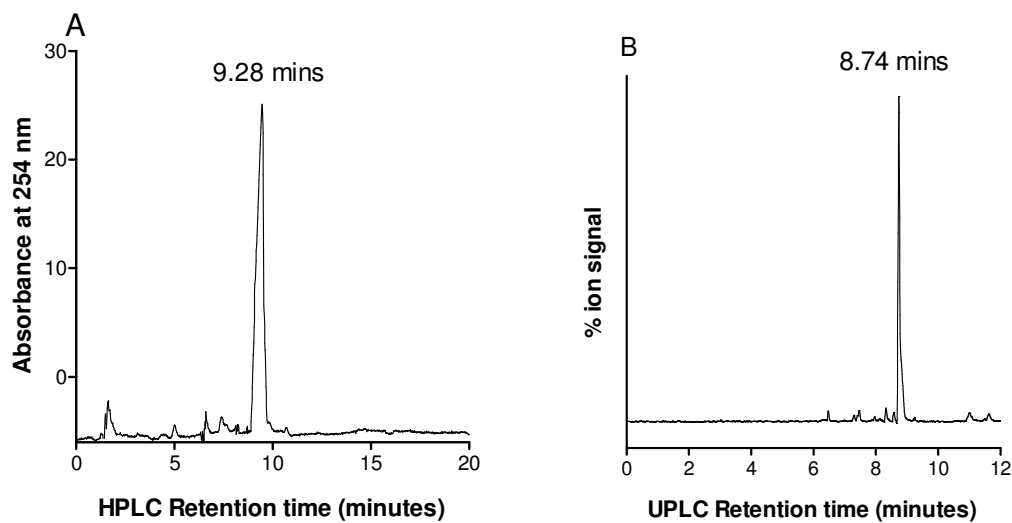 A
9.28 mins
30
20
10
0
Absorbance at 254 nm
0 5 10 15 20
HPLC Retention time (minutes)
B
8.74 mins
% ion signal
0 2 4 6 8 10 12
UPLC Retention time (minutes)